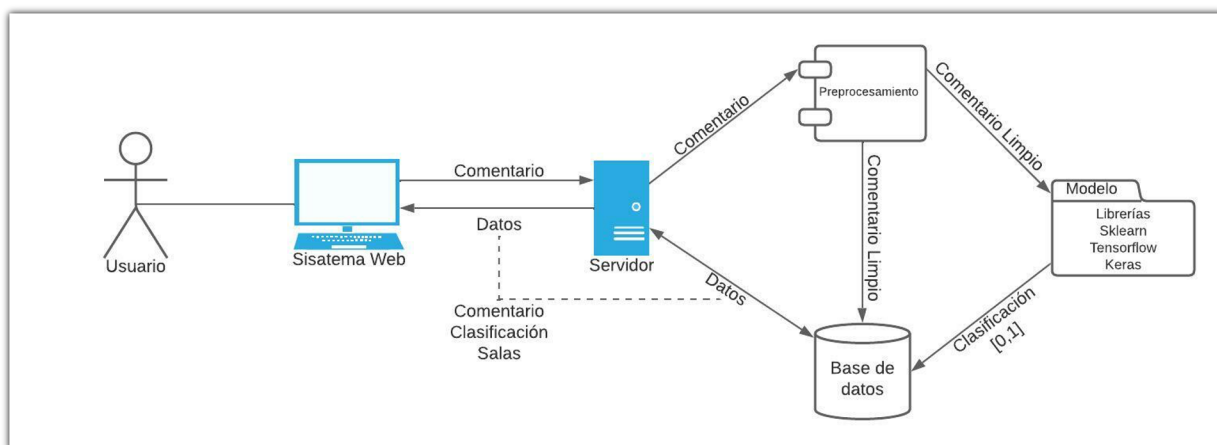 Usuario
Sisatema Web
Comentario
Datos
Comentario
Clasificación
Salas
Servidor
Comentario
Datos
Preprocesamiento
Comentario Limpio
Comentario Limpio
Modelo
Librerías
Sklearn
Tensorflow
Keras
Clasificación
[0,1]
Base de
datos